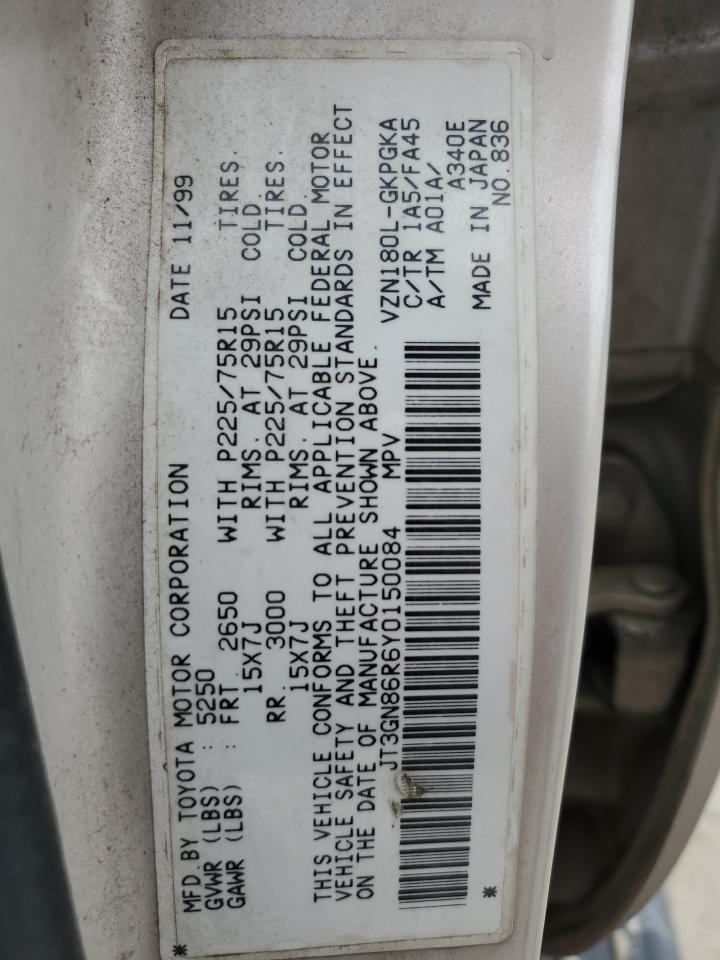 MFD. BY TOYOTA MOTOR CORPORATION DATE 11/99
GVWR (LBS) : 5250
GAWR (LBS) : FRT. 2650 WITH P225/75R15 TIRES.
15X7J RIMS. AT 29PSI COLD.
RR. 3000 WITH P225/75R15 TIRES.
15X7J RIMS. AT 29PSI COLD.
THIS VEHICLE CONFORMS TO ALL APPLICABLE FEDERAL MOTOR
VEHICLE SAFETY AND THEFT PREVENTION STANDARDS IN EFFECT
ON THE DATE OF MANUFACTURE SHOWN ABOVE.
JT3GN86R6Y0150084 MPV VZN180L-GKPGKA
C/TR 1A5/FA45
A/TM A01A/
A340E
MADE IN JAPAN
NO.836